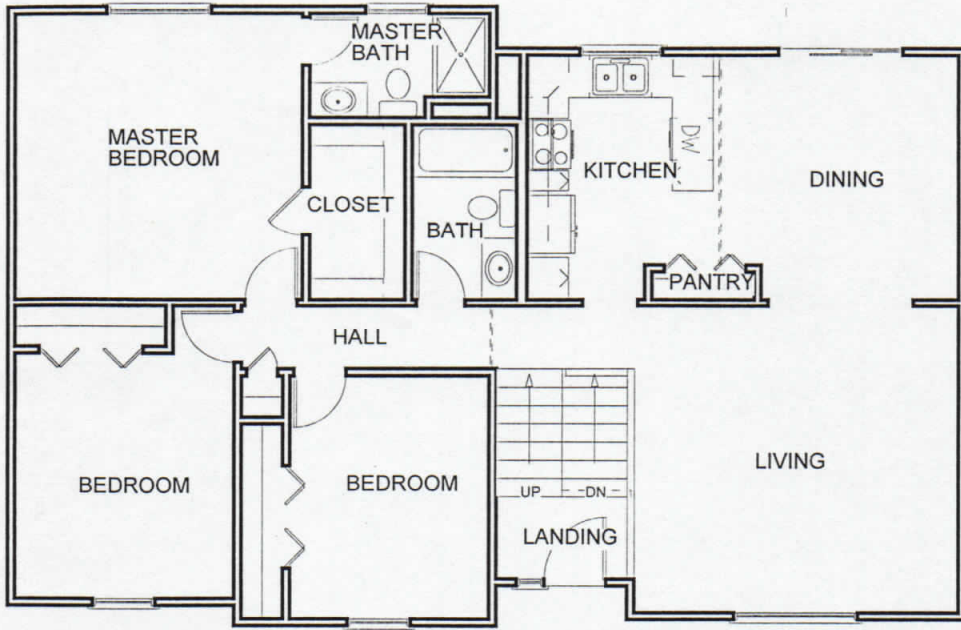 MASTER
BATH
MASTER
BEDROOM
CLOSET
BATH
KITCHEN
DW
DINING
PANTRY
HALL
BEDROOM
BEDROOM
UP
DN
LANDING
LIVING